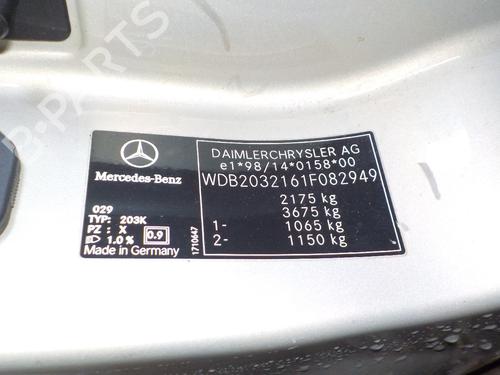 Mercedes-Benz
029
TYP: 203K
PZ : X
1.0% 0.9
Made in Germany
1710647
DAIMLERCHRYSLER AG
e1*98/14*0158*00
WDB2032161F082949
2175 kg
3675 kg
1- 1065 kg
2- 1150 kg
B-PARTS